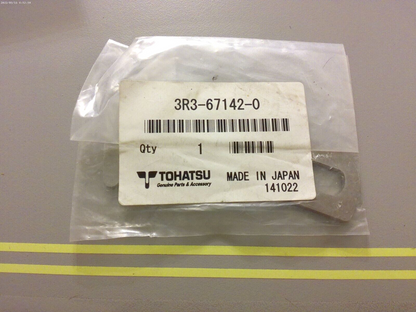 3R3-67142-0
Qty 1
TOHATSU MADE IN JAPAN
Genuine Parts & Accessory 141022